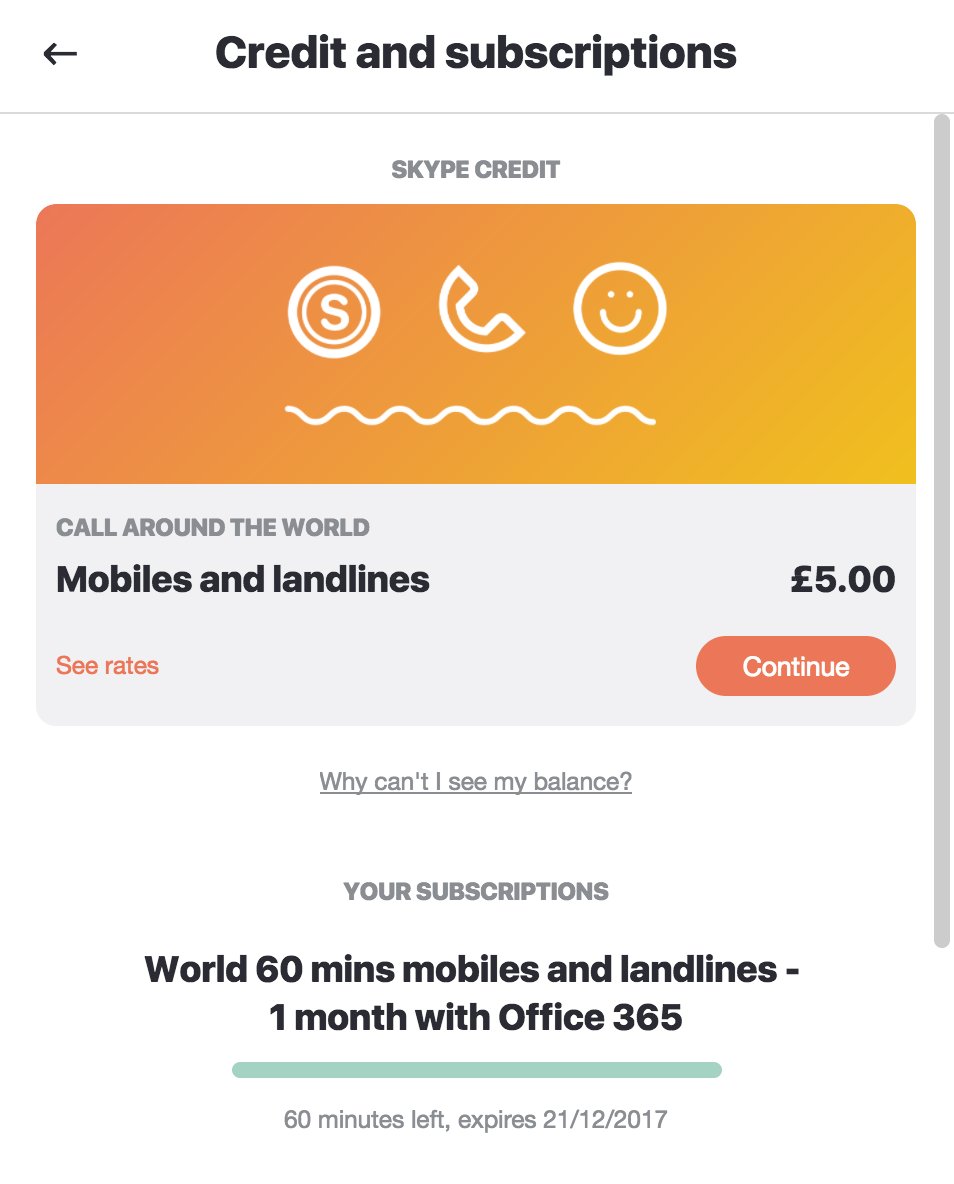 Credit and subscriptions
SKYPE CREDIT
S
CALL AROUND THE WORLD
Mobiles and landlines
£5.00
See rates
Continue
Why can't I see my balance?
YOUR SUBSCRIPTIONS
World 60 mins mobiles and landlines -
1 month with Office 365
60 minutes left, expires 21/12/2017